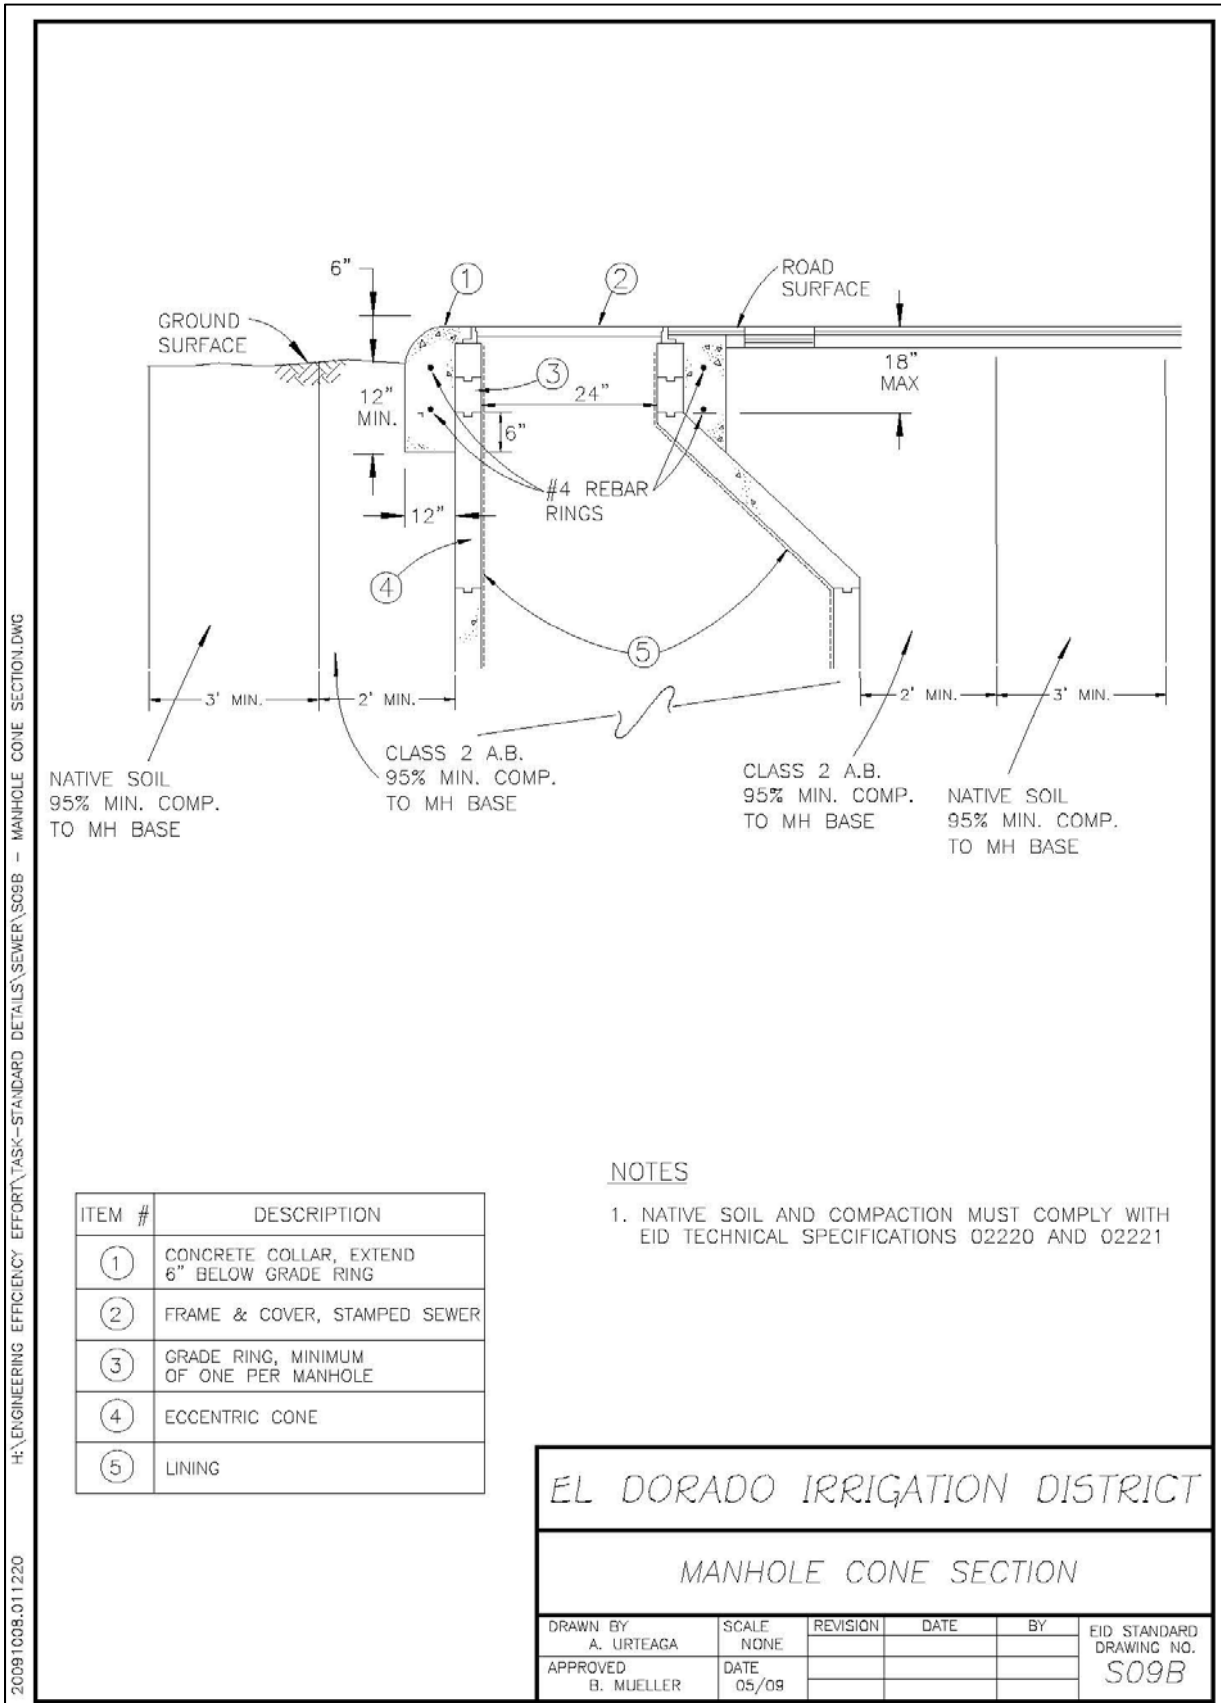 6"
1
2
ROAD
SURFACE
GROUND
SURFACE
3
18"
MAX
12"
MIN.
24"
6"
#4 REBAR
RINGS
12"
4
5
3' MIN.
2' MIN.
2' MIN.
3' MIN.
NATIVE SOIL
95% MIN. COMP.
TO MH BASE
CLASS 2 A.B.
95% MIN. COMP.
TO MH BASE
CLASS 2 A.B.
95% MIN. COMP.
TO MH BASE
NATIVE SOIL
95% MIN. COMP.
TO MH BASE
ITEM # DESCRIPTION
1 CONCRETE COLLAR, EXTEND
6" BELOW GRADE RING
2 FRAME & COVER, STAMPED SEWER
3 GRADE RING, MINIMUM
OF ONE PER MANHOLE
4 ECCENTRIC CONE
5 LINING
NOTES
1. NATIVE SOIL AND COMPACTION MUST COMPLY WITH
EID TECHNICAL SPECIFICATIONS 02220 AND 02221
EL DORADO IRRIGATION DISTRICT
MANHOLE CONE SECTION
DRAWN BY
A. URTEAGA
SCALE
NONE
REVISION DATE BY
APPROVED
B. MUELLER
DATE
05/09
EID STANDARD
DRAWING NO.
S09B
H:\ENGINEERING EFFICIENCY EFFORT\TASK-STANDARD DETAILS\SEWER\S09B - MANHOLE CONE SECTION.DWG
20091008.011220